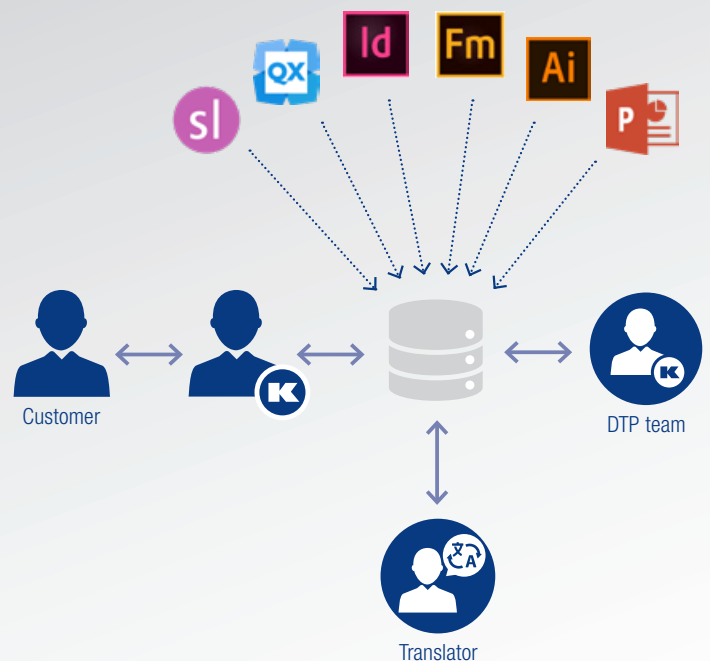 sl
QX
Id
Fm
Ai
P
K
K
Customer
DTP team
文
A
Translator